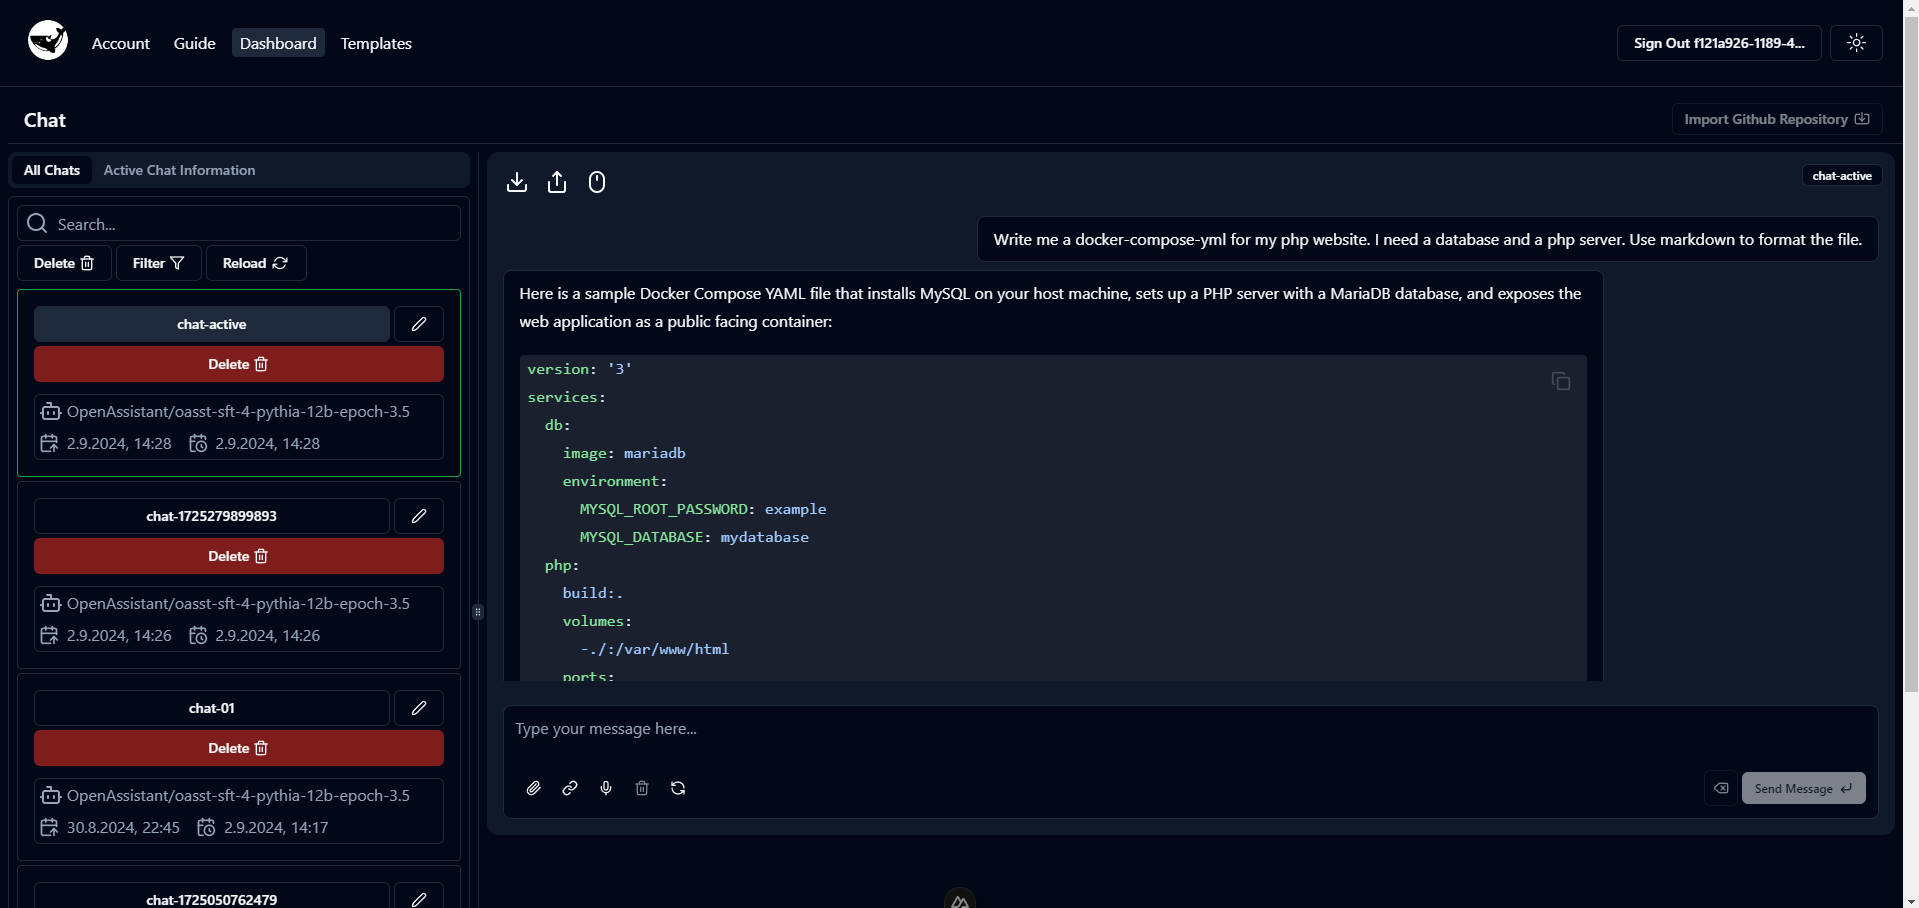 Account Guide Dashboard Templates Sign Out f121a926-1189-4...
Chat
Import Github Repository
All Chats Active Chat Information
Search...
Delete Filter Reload
chat-active
Delete
OpenAssistant/oasst-sft-4-pythia-12b-epoch-3.5
2.9.2024, 14:28 2.9.2024, 14:28
chat-1725279899893
Delete
OpenAssistant/oasst-sft-4-pythia-12b-epoch-3.5
2.9.2024, 14:26 2.9.2024, 14:26
chat-01
Delete
OpenAssistant/oasst-sft-4-pythia-12b-epoch-3.5
30.8.2024, 22:45 2.9.2024, 14:17
chat-1725050762479
chat-active
Write me a docker-compose-yml for my php website. I need a database and a php server. Use markdown to format the file.
Here is a sample Docker Compose YAML file that installs MySQL on your host machine, sets up a PHP server with a MariaDB database, and exposes the
web application as a public facing container:
version: '3'
services:
db:
image: mariadb
environment:
MYSQL_ROOT_PASSWORD: example
MYSQL_DATABASE: mydatabase
php:
build:.
volumes:
-./:/var/www/html
ports:
Type your message here...
Send Message